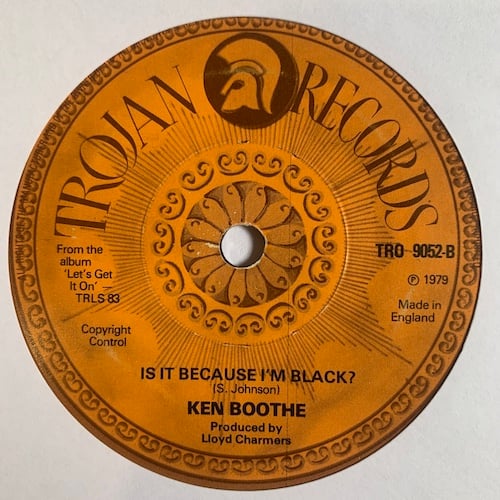 TROJAN RECORDS
From the
album
'Let's Get
It On' —
TRLS 83
Copyright
Control
TRO 9052-B
℗ 1979
Made in
England
IS IT BECAUSE I'M BLACK?
(S. Johnson)
KEN BOOTHE
Produced by
Lloyd Charmers